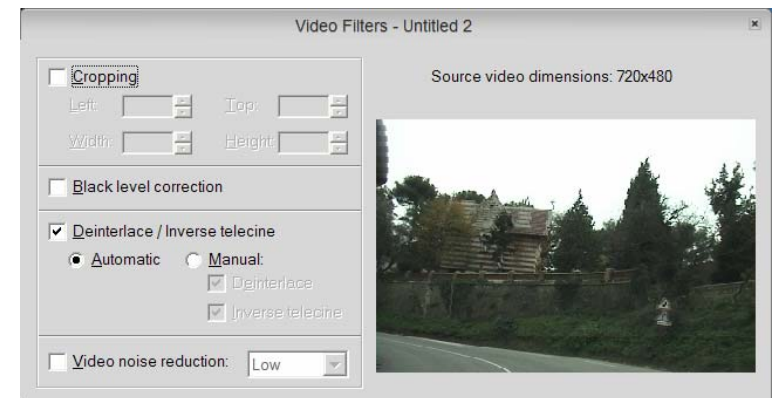 Video Filters - Untitled 2
Cropping
Left: Top:
Width: Height:
Source video dimensions: 720x480
Black level correction
Deinterlace / Inverse telecine
Automatic Manual:
Deinterlace
Inverse telecine
Video noise reduction: Low